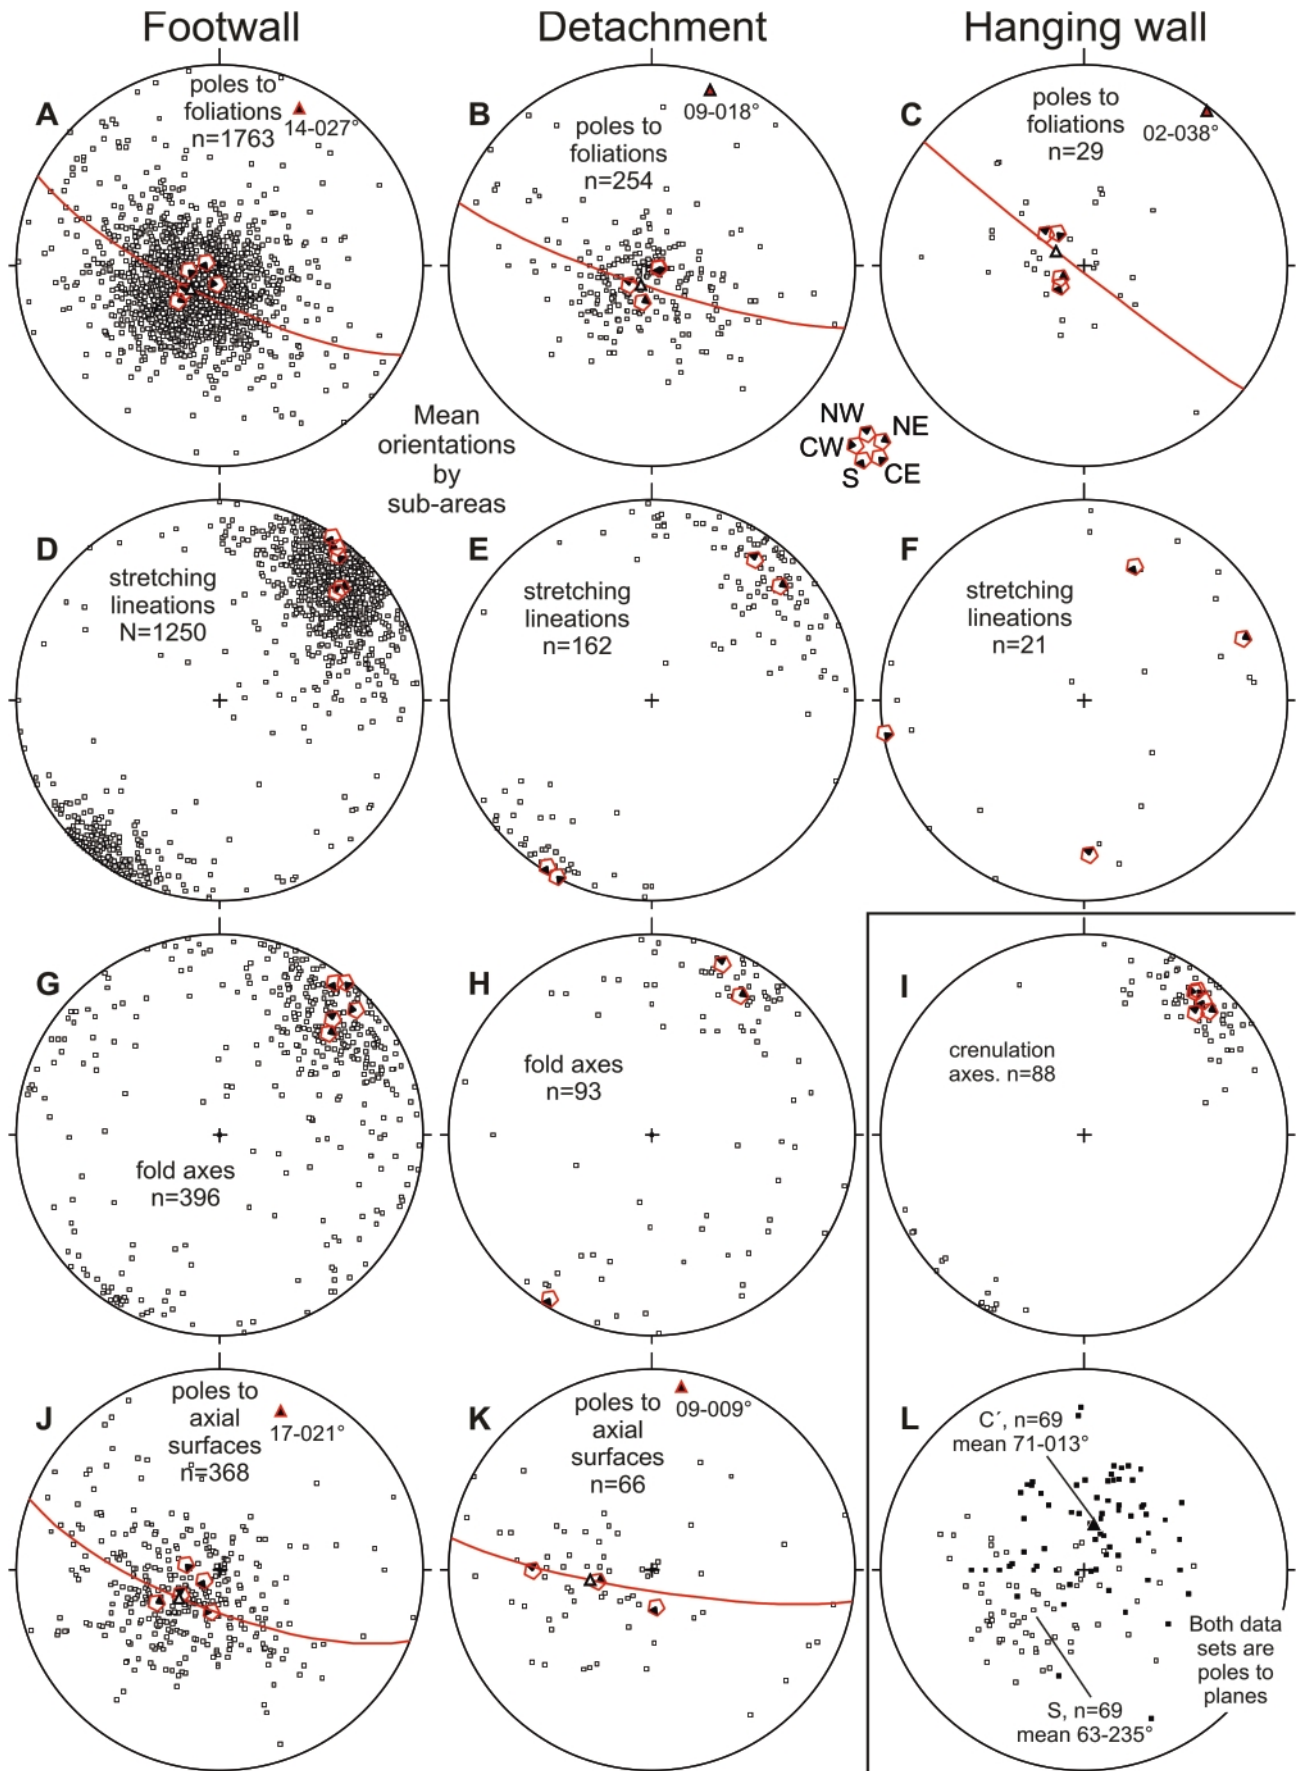 Footwall
Detachment
Hanging wall
A
poles to
foliations
n=1763
14-027°
B
poles to
foliations
n=254
09-018°
C
poles to
foliations
n=29
02-038°
Mean
orientations
by
sub-areas
NW
NE
CW
S
CE
D
stretching
lineations
N=1250
E
stretching
lineations
n=162
F
stretching
lineations
n=21
G
fold axes
n=396
H
fold axes
n=93
I
crenulation
axes. n=88
J
poles to
axial
surfaces
n=368
17-021°
K
poles to
axial
surfaces
n=66
09-009°
L
C´, n=69
mean 71-013°
Both data
sets are
poles to
planes
S, n=69
mean 63-235°